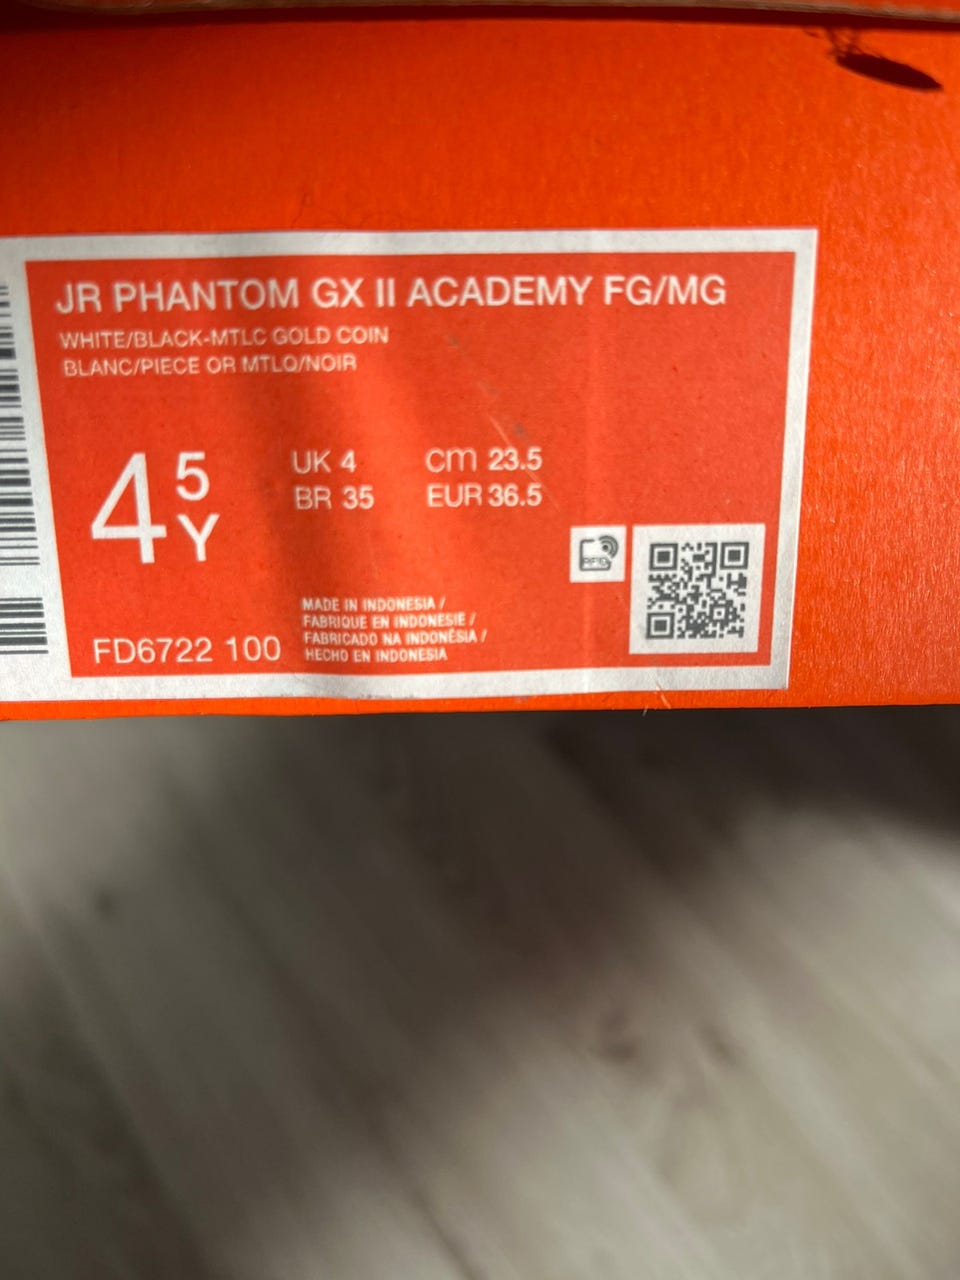 JR PHANTOM GX II ACADEMY FG/MG
WHITE/BLACK-MTLC GOLD COIN
BLANC/PIECE OR MTLQ/NOIR
4 5 Y
UK 4 cm 23.5
BR 35 EUR 36.5
RFID
MADE IN INDONESIA /
FABRIQUE EN INDONESIE /
FABRICADO NA INDONÉSIA /
HECHO EN INDONESIA
FD6722 100